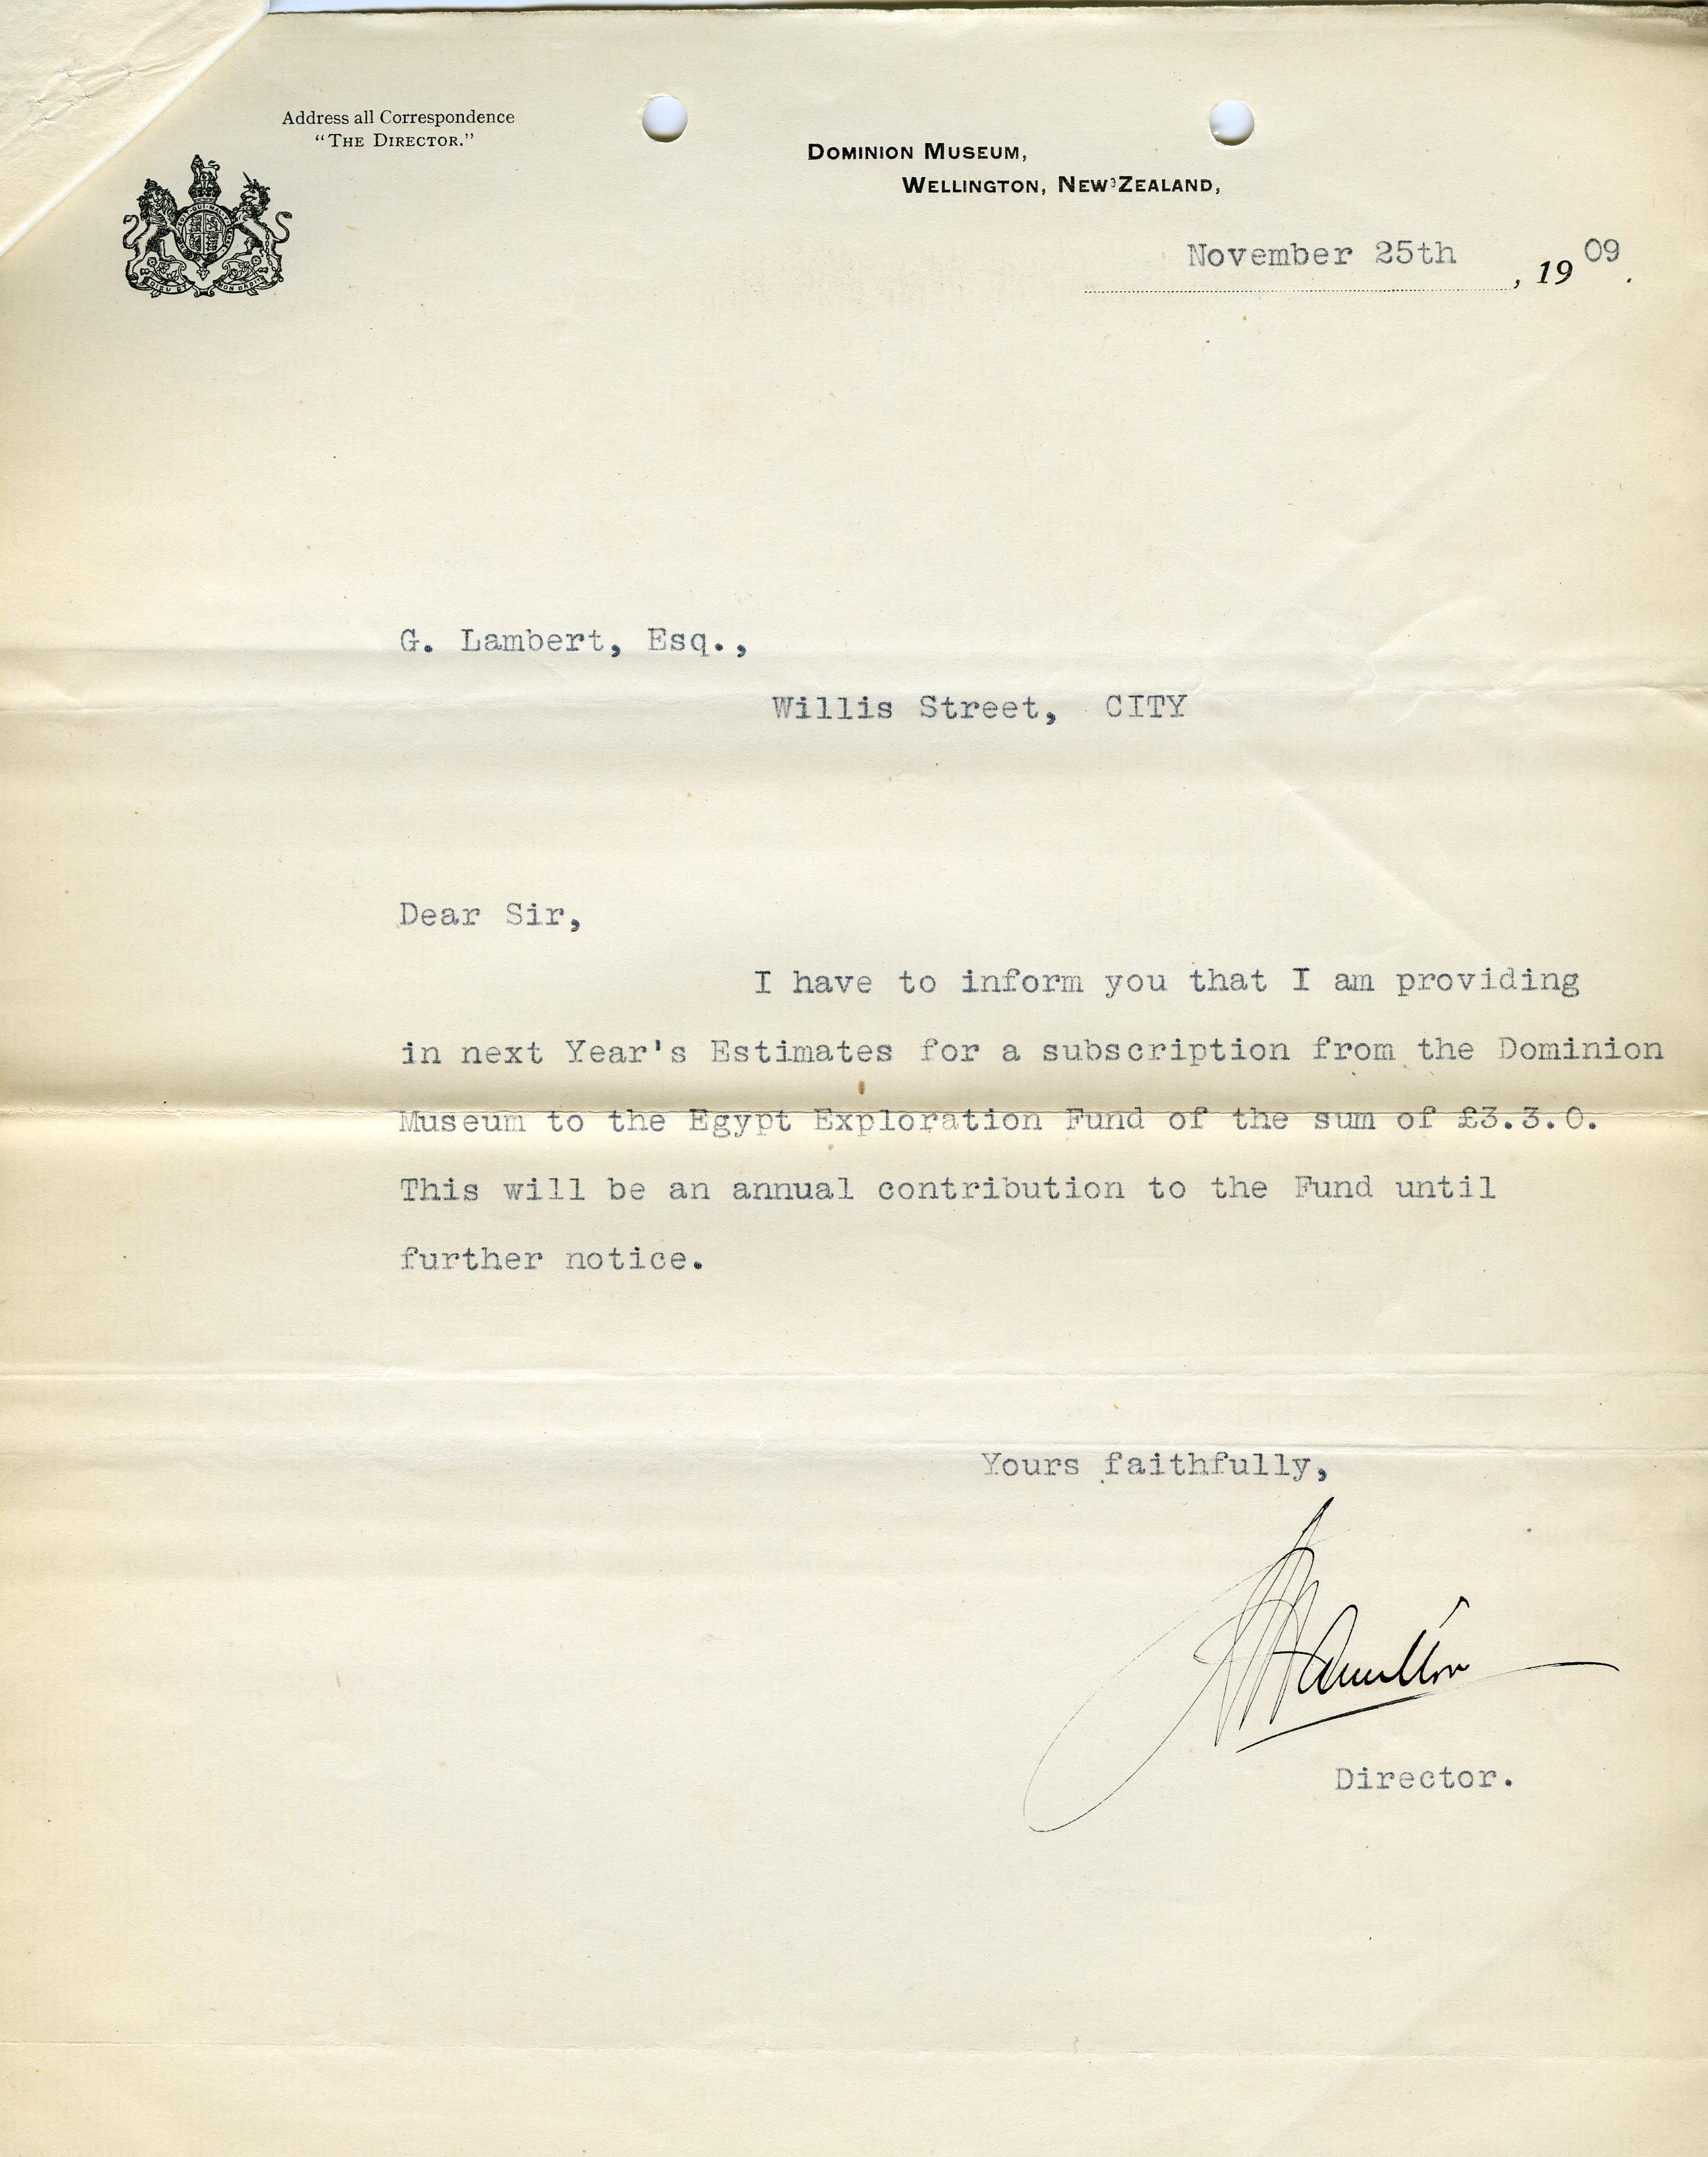 Address all Correspondence
"THE DIRECTOR."
DOMINION MUSEUM,
WELLINGTON, NEW ZEALAND,
November 25th, 1909.
G. Lambert, Esq.,
Willis Street, CITY
Dear Sir,
I have to inform you that I am providing
in next Year's Estimates for a subscription from the Dominion
Museum to the Egypt Exploration Fund of the sum of £3.3.0.
This will be an annual contribution to the Fund until
further notice.
Yours faithfully,
A Hamilton
Director.